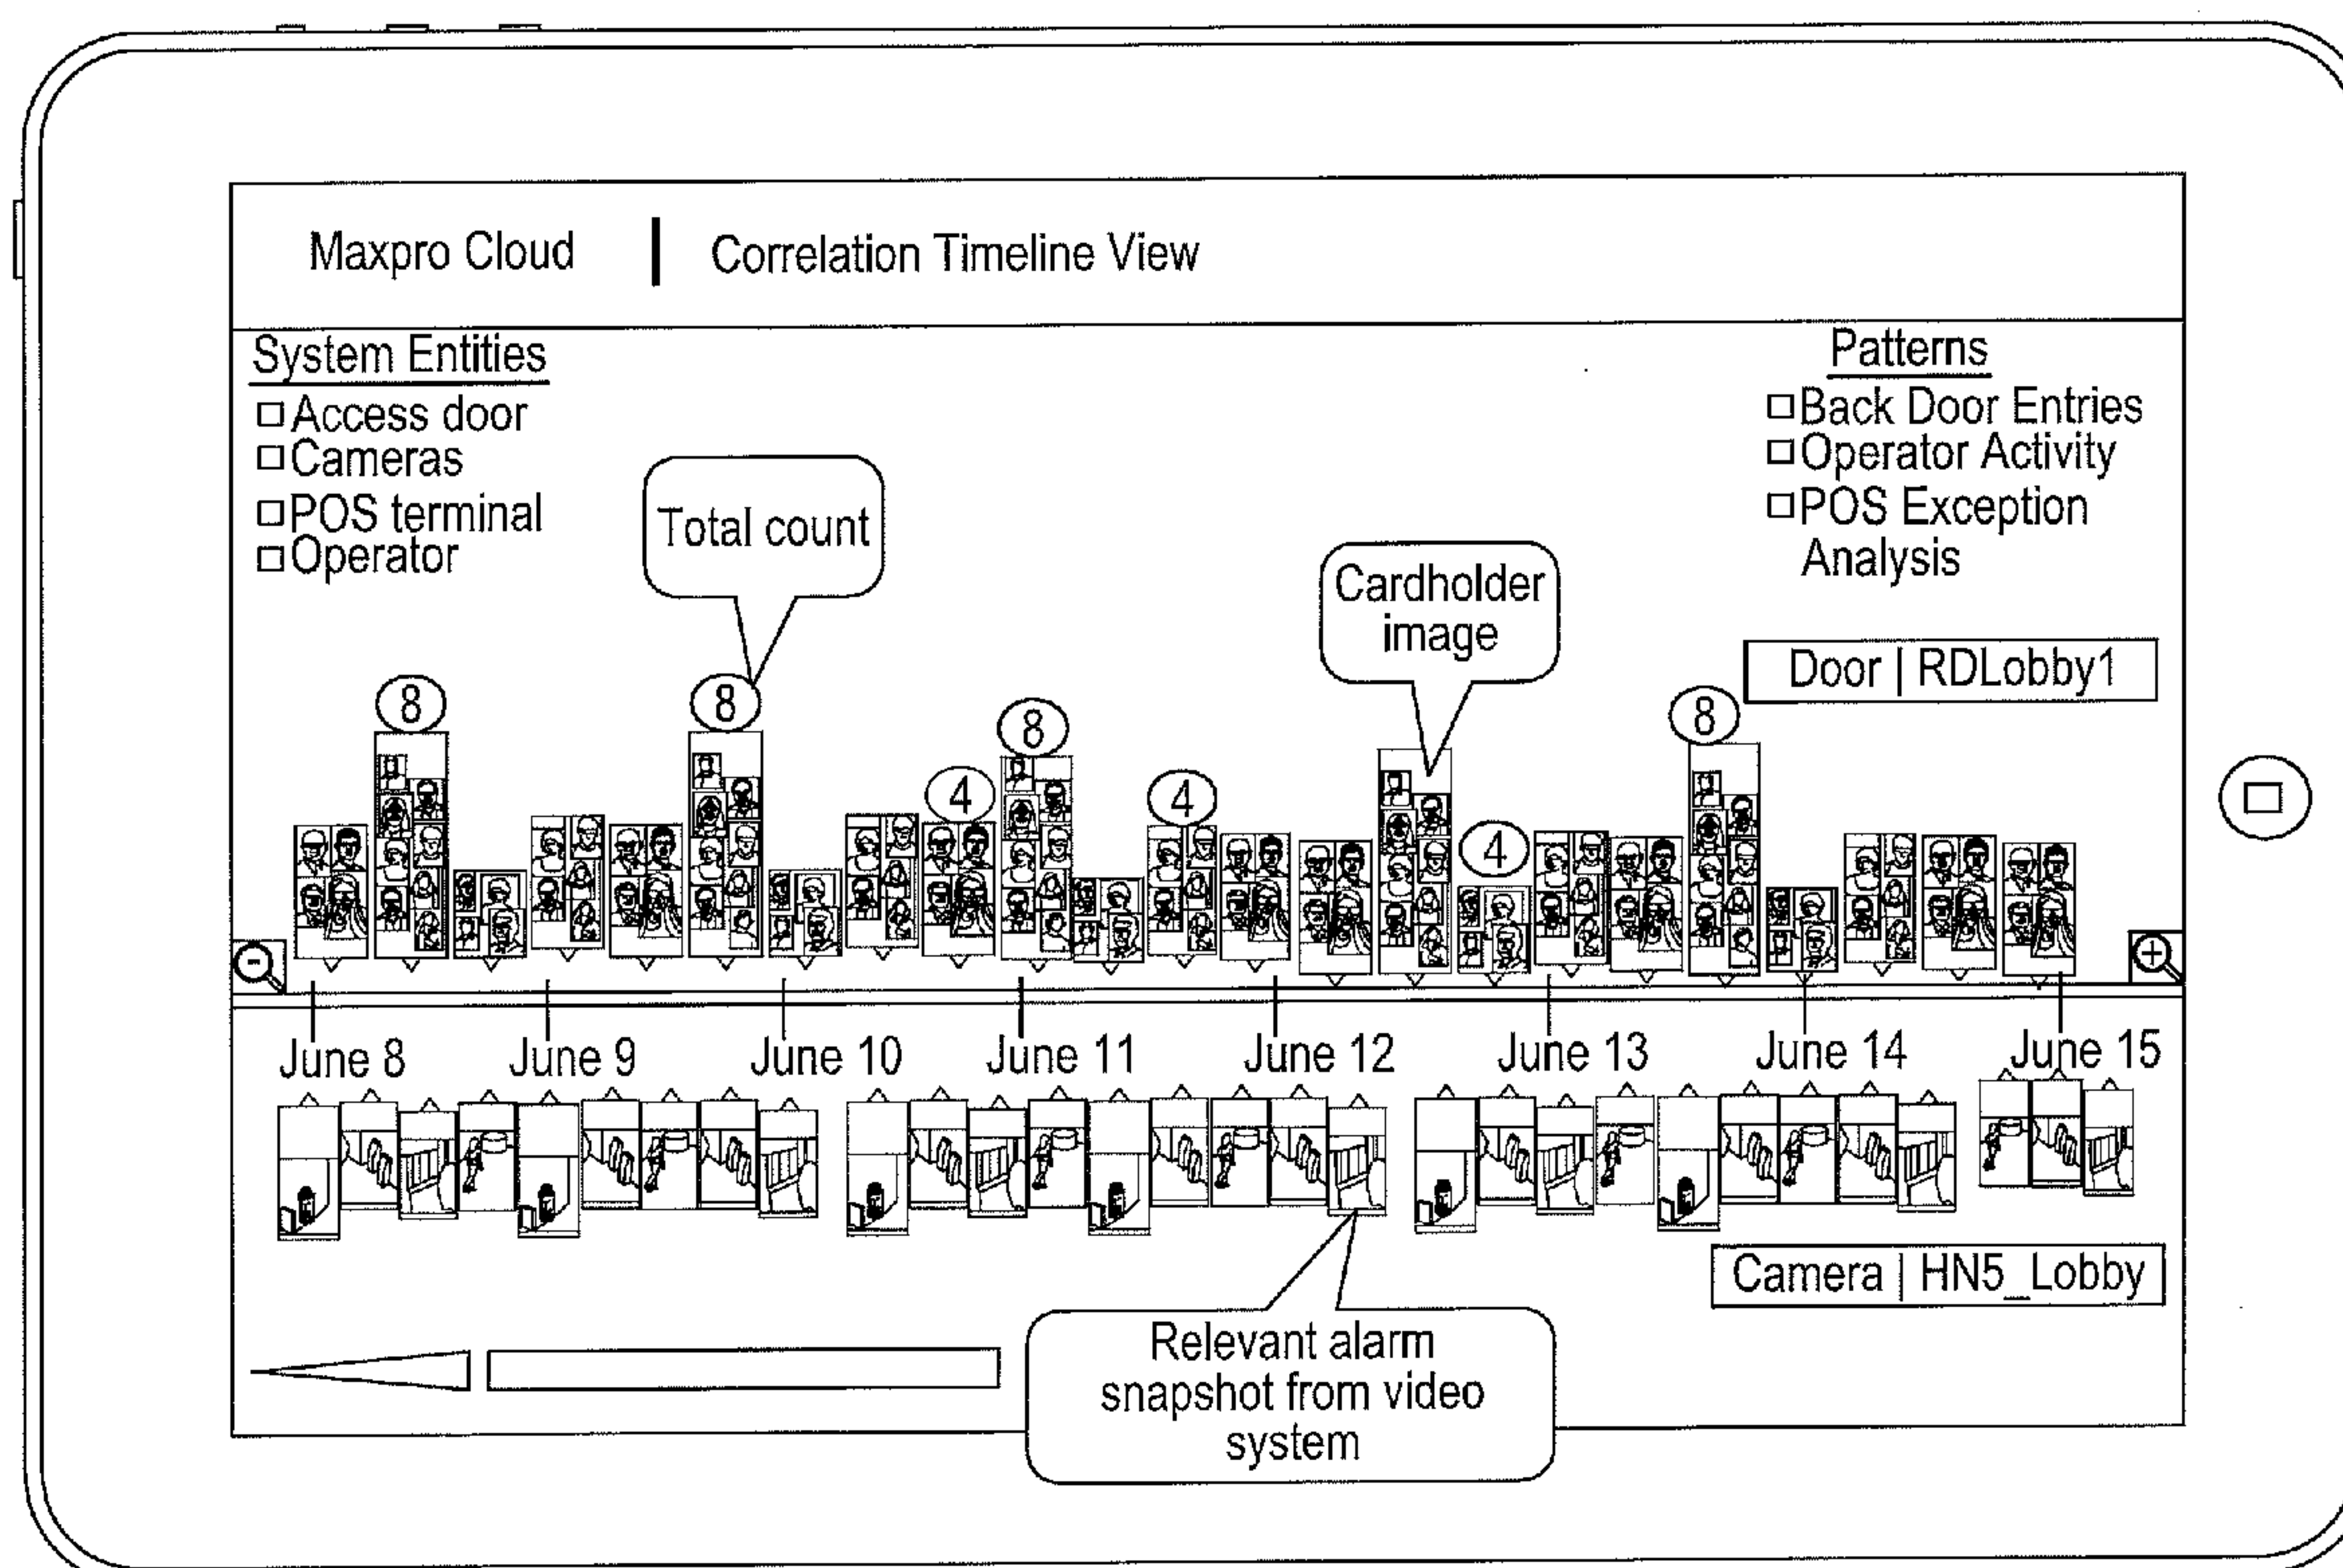 Maxpro Cloud | Correlation Timeline View
System Entities
Access door
Cameras
POS terminal
Operator
Patterns
Back Door Entries
Operator Activity
POS Exception
Analysis
Total count
Cardholder
image
Door | RDLobby1
8
8
4
8
4
4
8
-
+
June 8
June 9
June 10
June 11
June 12
June 13
June 14
June 15
Camera | HN5_Lobby
Relevant alarm
snapshot from video
system